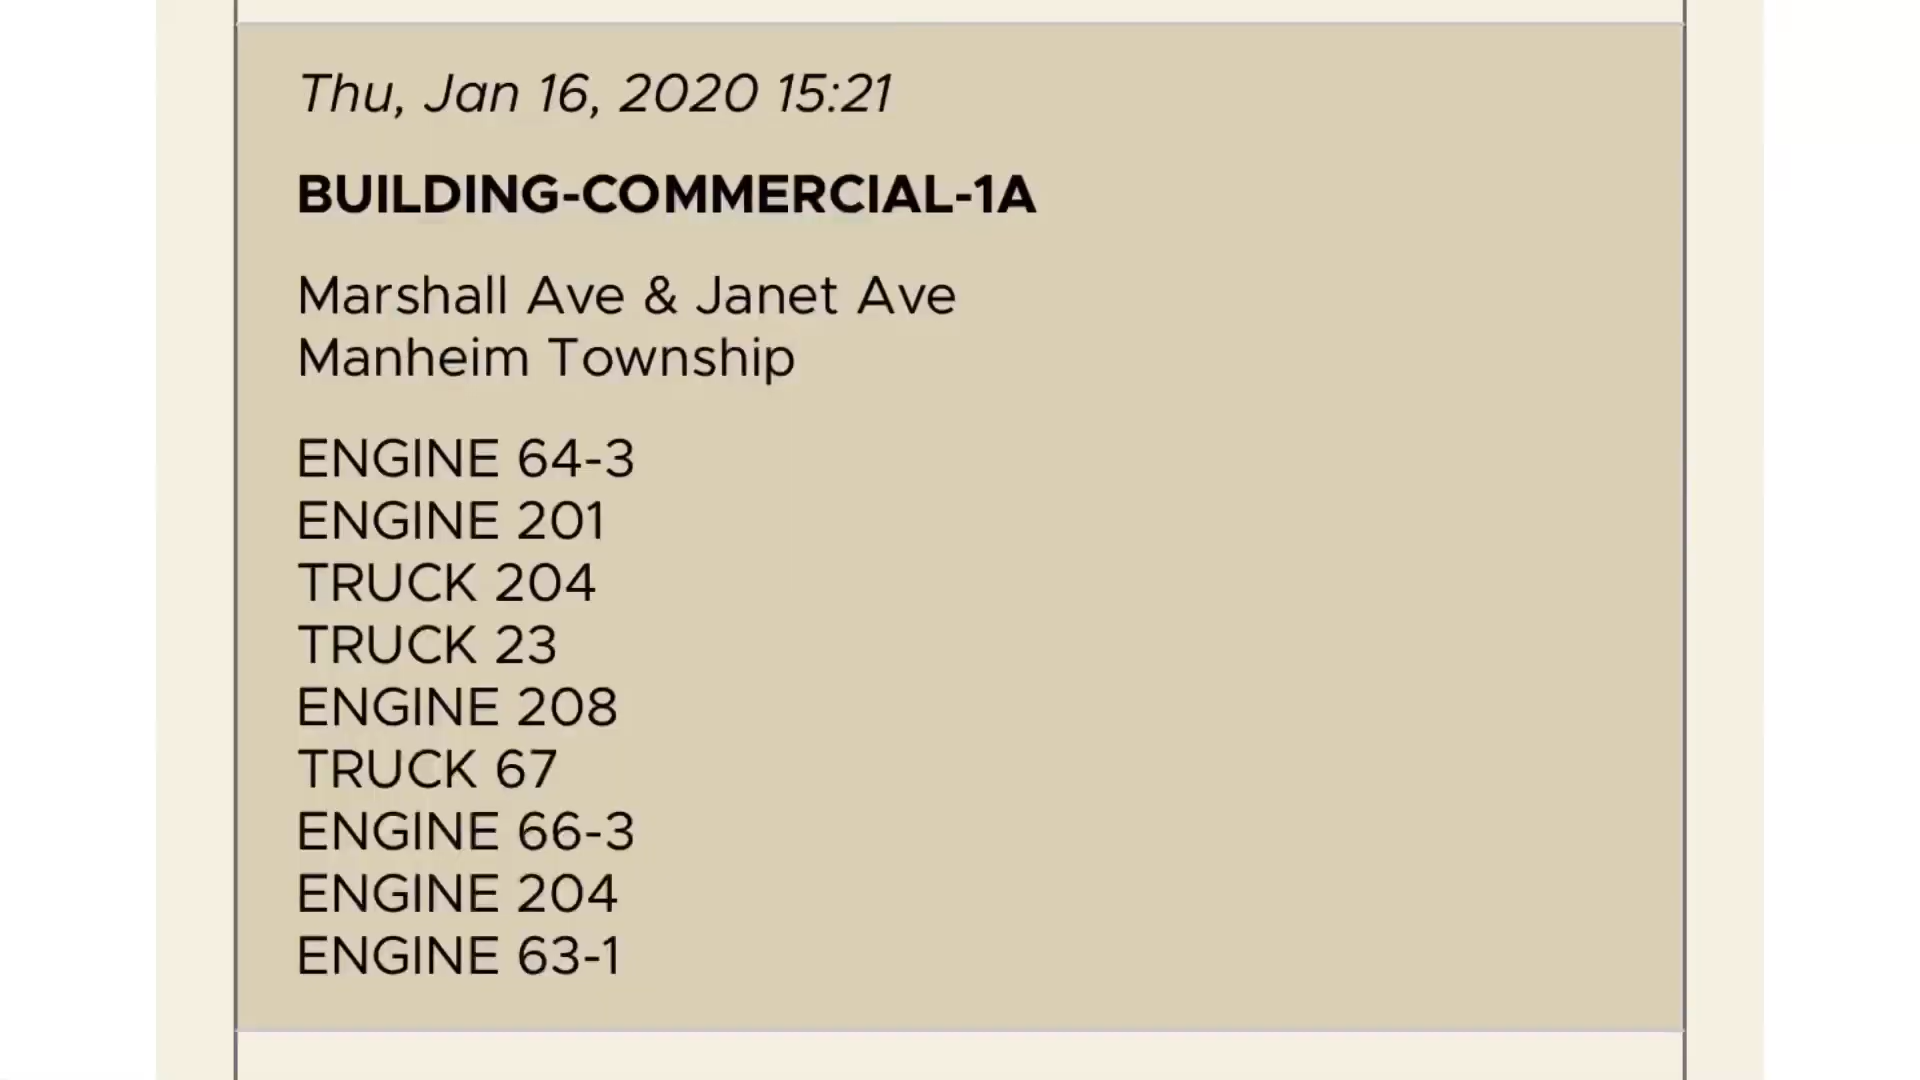 Thu, Jan 16, 2020 15:21
BUILDING-COMMERCIAL-1A
Marshall Ave & Janet Ave
Manheim Township
ENGINE 64-3
ENGINE 201
TRUCK 204
TRUCK 23
ENGINE 208
TRUCK 67
ENGINE 66-3
ENGINE 204
ENGINE 63-1